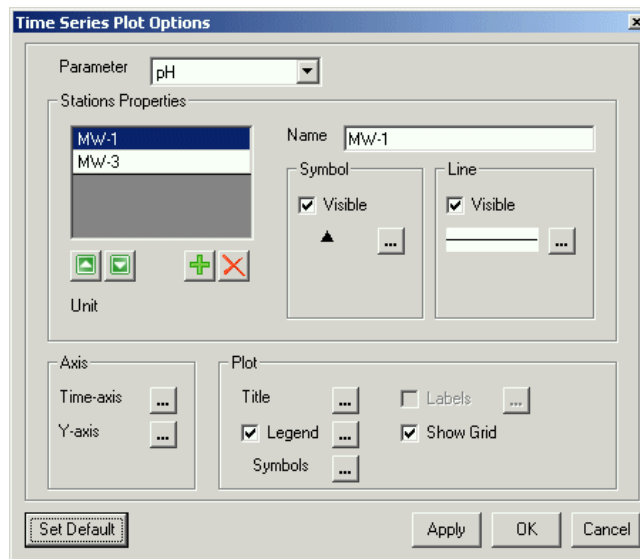 Time Series Plot Options
Parameter pH
Stations Properties
MW-1
MW-3
Name MW-1
Symbol
Visible
...
Line
Visible
...
Unit
Axis
Time-axis ...
Y-axis ...
Plot
Title ...
Labels ...
Legend ...
Show Grid
Symbols ...
Set Default Apply OK Cancel